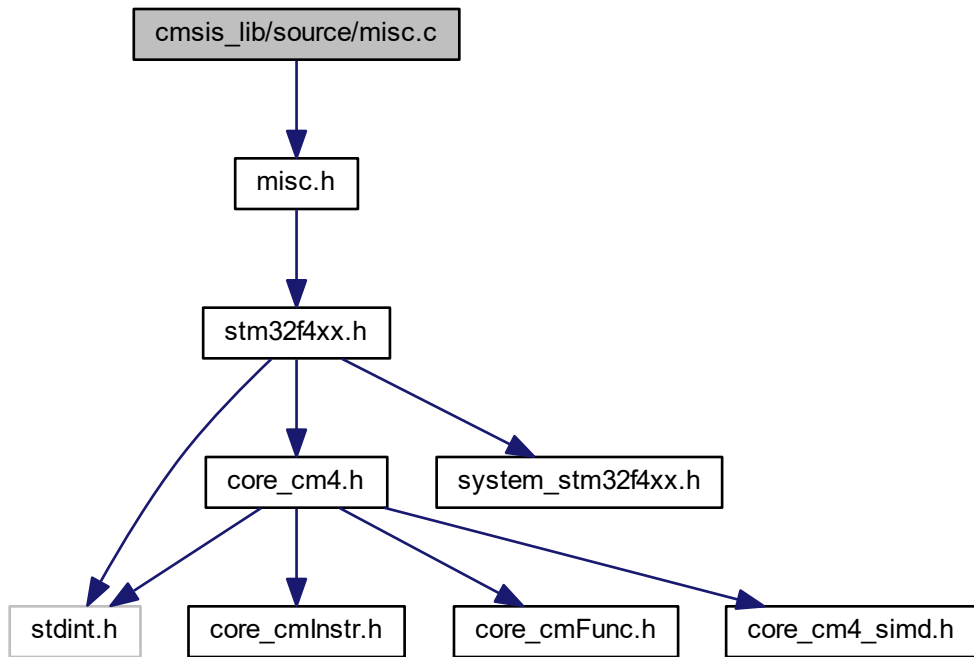 cmsis_lib/source/misc.c
misc.h
stm32f4xx.h
core_cm4.h
system_stm32f4xx.h
stdint.h
core_cmInstr.h
core_cmFunc.h
core_cm4_simd.h